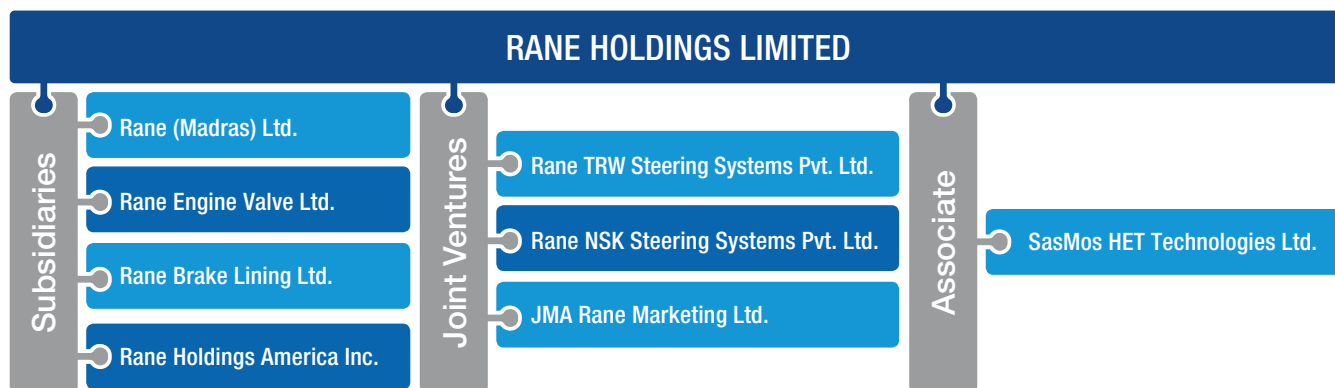 RANE HOLDINGS LIMITED
Subsidiaries
Rane (Madras) Ltd.
Rane Engine Valve Ltd.
Rane Brake Lining Ltd.
Rane Holdings America Inc.
Joint Ventures
Rane TRW Steering Systems Pvt. Ltd.
Rane NSK Steering Systems Pvt. Ltd.
JMA Rane Marketing Ltd.
Associate
SasMos HET Technologies Ltd.